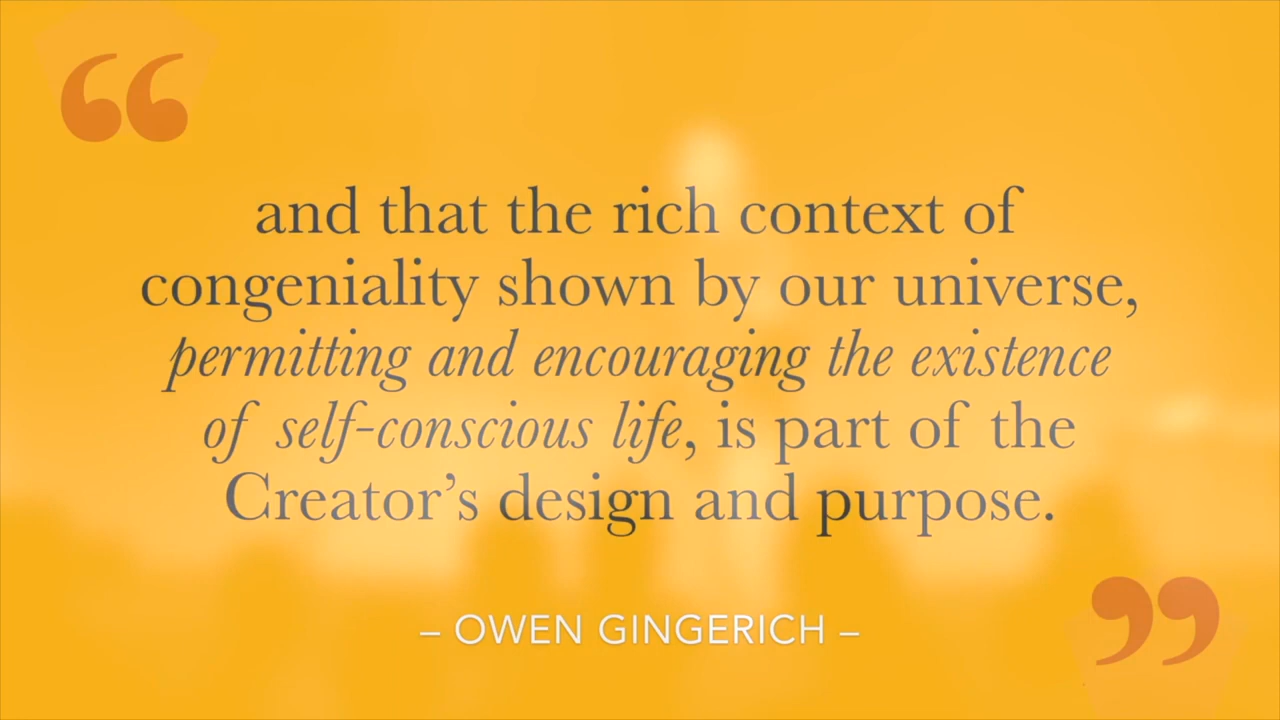 “
and that the rich context of
congeniality shown by our universe,
permitting and encouraging the existence
of self-conscious life, is part of the
Creator’s design and purpose.
”
– OWEN GINGERICH –